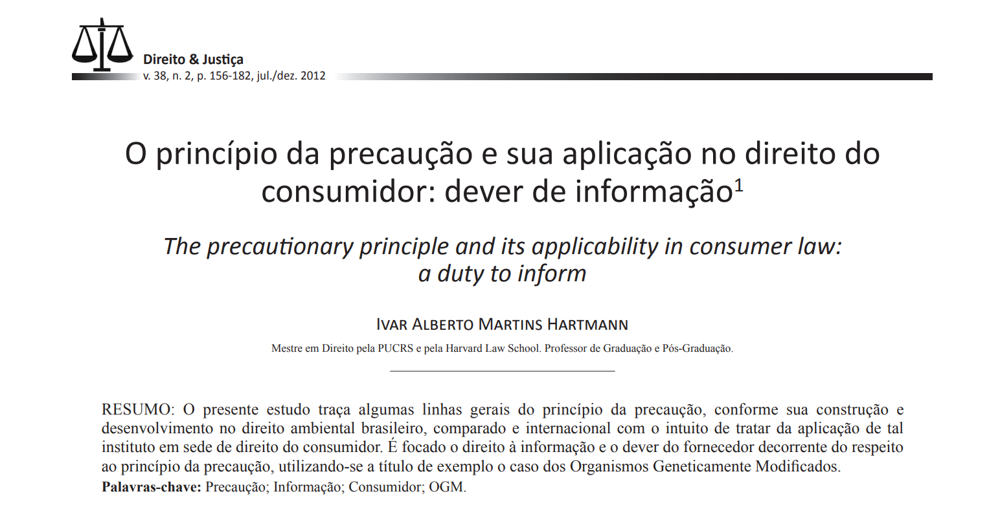 Direito & Justiça
v. 38, n. 2, p. 156-182, jul./dez. 2012
O princípio da precaução e sua aplicação no direito do
consumidor: dever de informação¹
The precautionary principle and its applicability in consumer law:
a duty to inform
Ivar Alberto Martins Hartmann
Mestre em Direito pela PUCRS e pela Harvard Law School. Professor de Graduação e Pós-Graduação.
RESUMO: O presente estudo traça algumas linhas gerais do princípio da precaução, conforme sua construção e
desenvolvimento no direito ambiental brasileiro, comparado e internacional com o intuito de tratar da aplicação de tal
instituto em sede de direito do consumidor. É focado o direito à informação e o dever do fornecedor decorrente do respeito
ao princípio da precaução, utilizando-se a título de exemplo o caso dos Organismos Geneticamente Modificados.
Palavras-chave: Precaução; Informação; Consumidor; OGM.